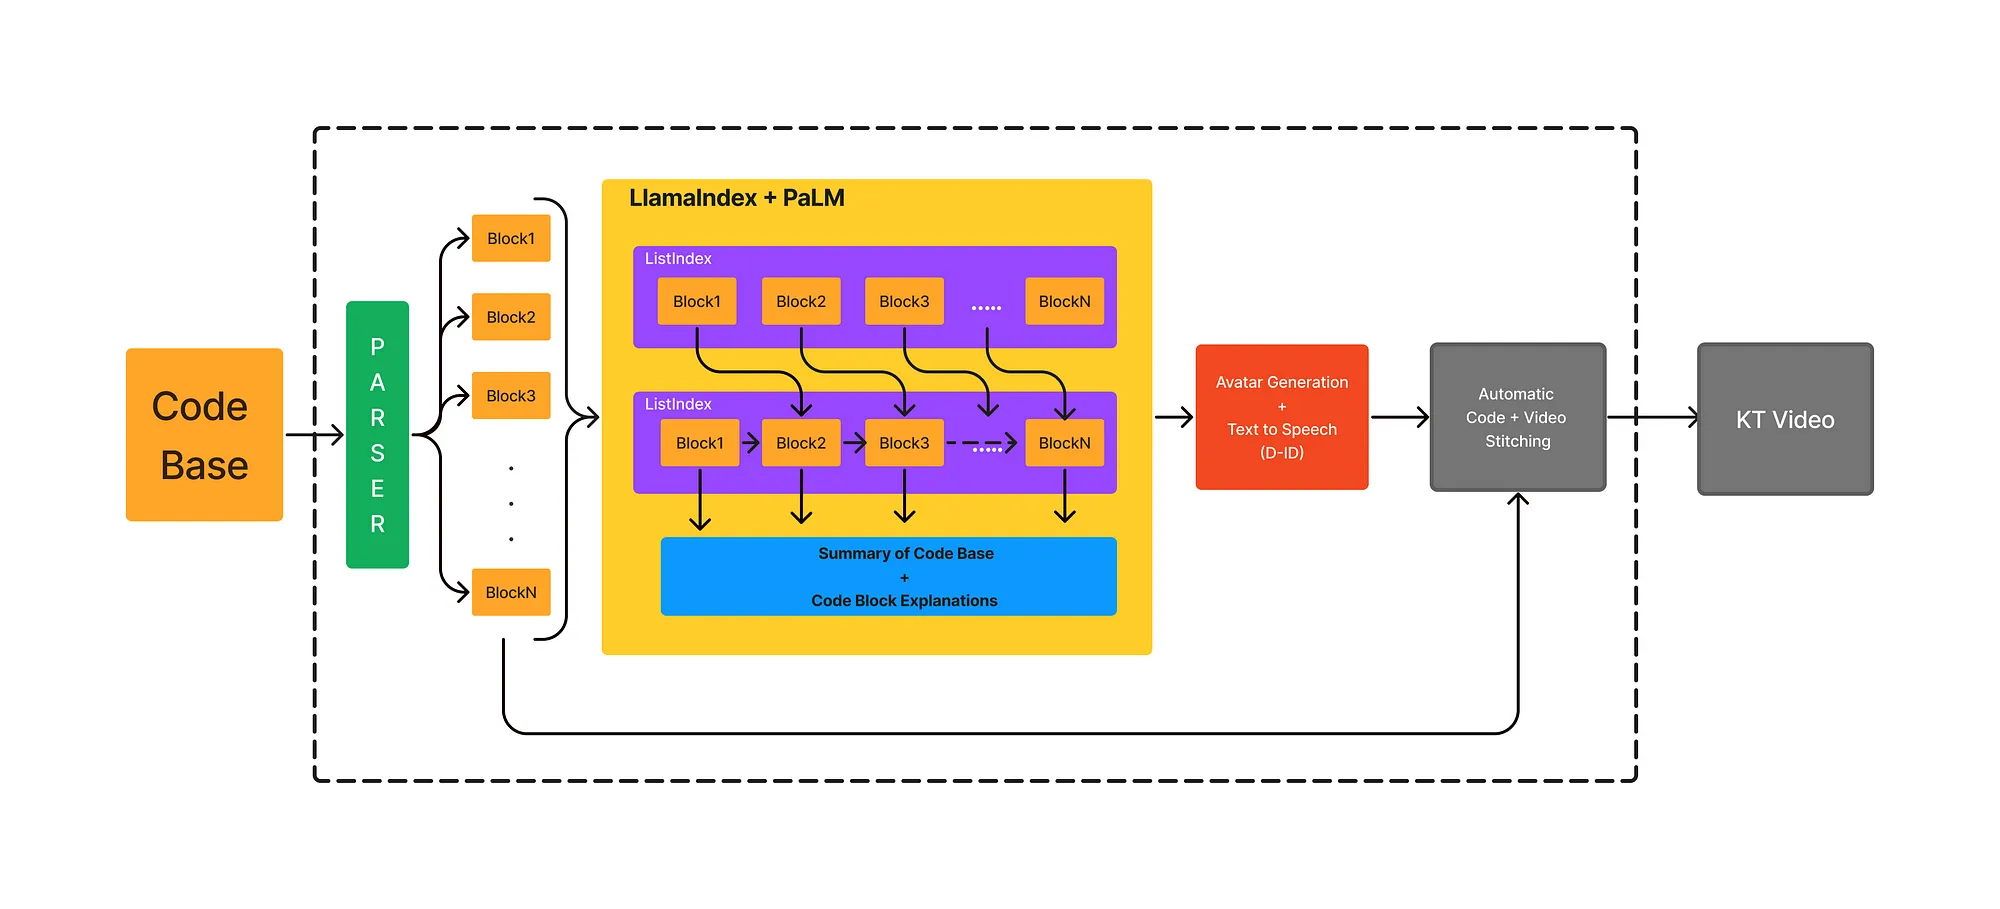 Code
Base
P
A
R
S
E
R
Block1
Block2
Block3
.
.
.
BlockN
LlamaIndex + PaLM
ListIndex
Block1
Block2
Block3
.....
BlockN
ListIndex
Block1
Block2
Block3
.....
BlockN
Summary of Code Base
+
Code Block Explanations
Avatar Generation
+
Text to Speech
(D-ID)
Automatic
Code + Video
Stitching
KT Video